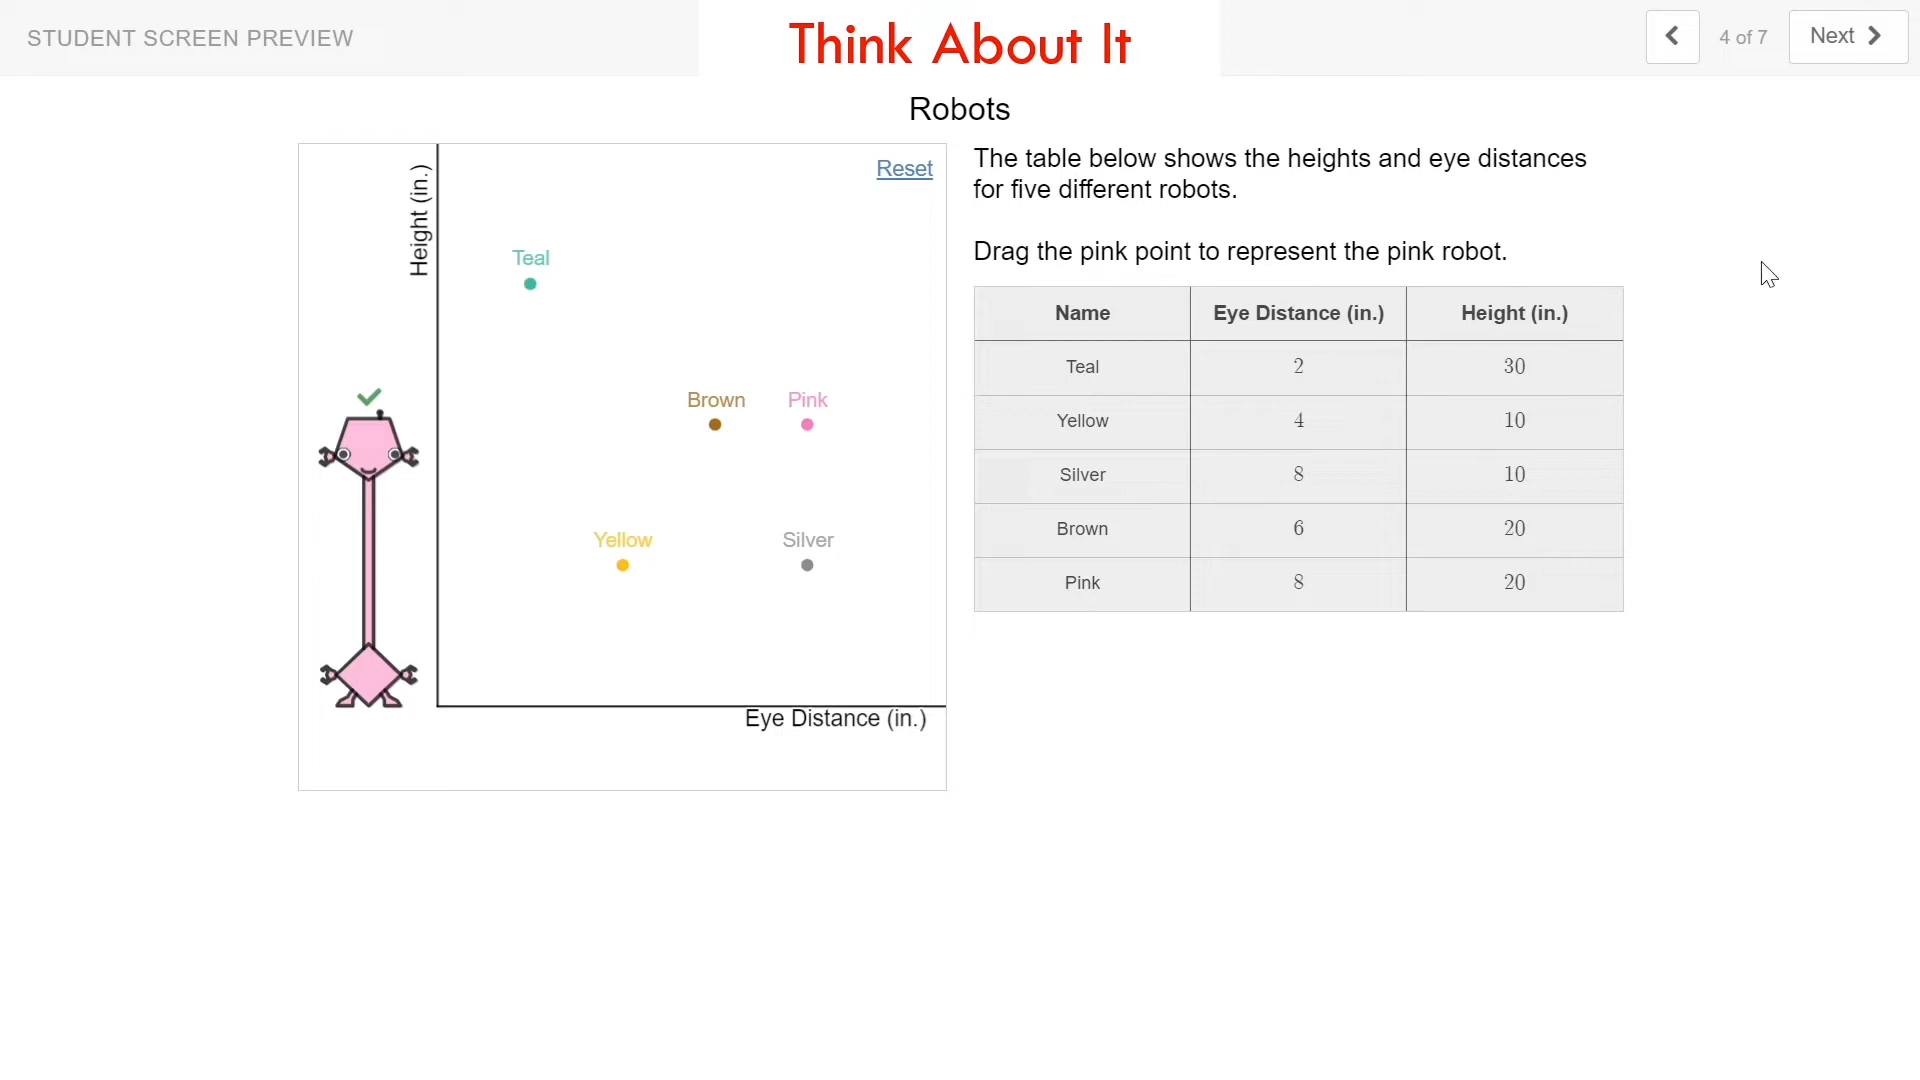 STUDENT SCREEN PREVIEW
Think About It
4 of 7
Next
Robots
Height (in.)
Reset
Teal
Brown
Pink
Yellow
Silver
Eye Distance (in.)
The table below shows the heights and eye distances
for five different robots.
Drag the pink point to represent the pink robot.
Name Eye Distance (in.) Height (in.)
Teal 2 30
Yellow 4 10
Silver 8 10
Brown 6 20
Pink 8 20